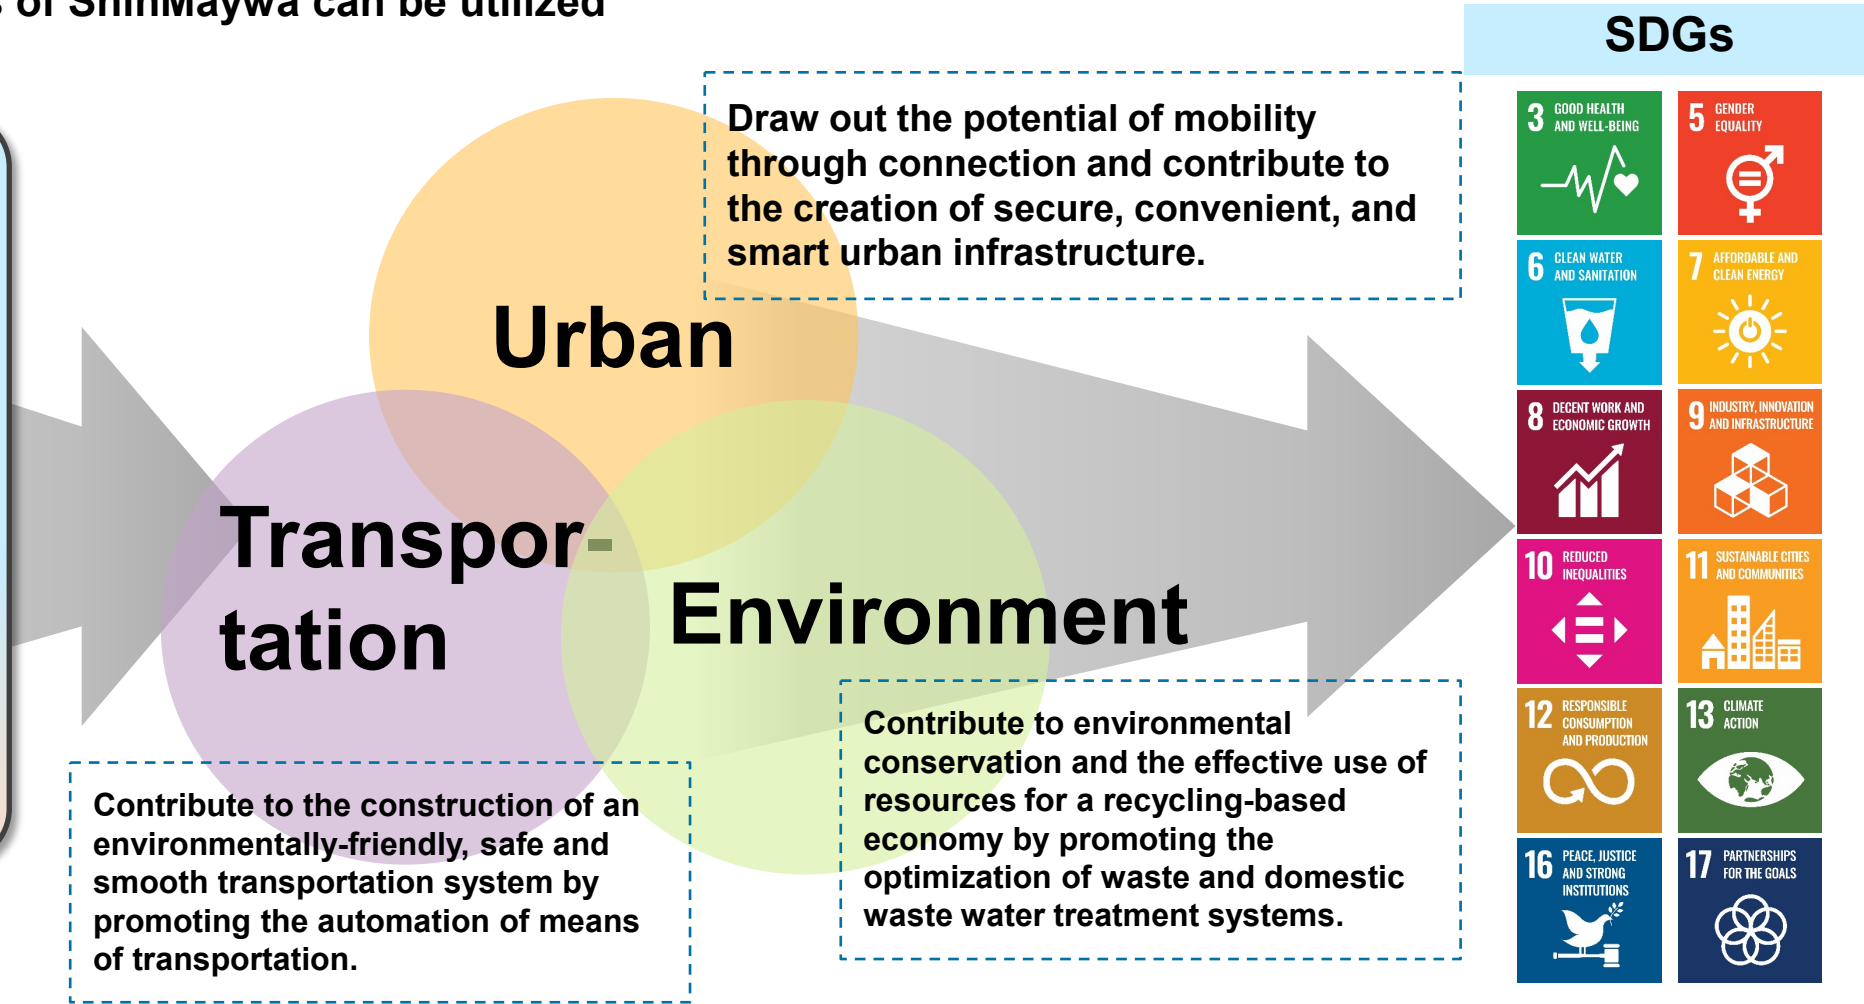 of ShinMaywa can be utilized
SDGs
Draw out the potential of mobility
through connection and contribute to
the creation of secure, convenient, and
smart urban infrastructure.
Urban
Transpor-
tation
Environment
Contribute to the construction of an
environmentally-friendly, safe and
smooth transportation system by
promoting the automation of means
of transportation.
Contribute to environmental
conservation and the effective use of
resources for a recycling-based
economy by promoting the
optimization of waste and domestic
waste water treatment systems.
3 GOOD HEALTH
AND WELL-BEING
5 GENDER
EQUALITY
6 CLEAN WATER
AND SANITATION
7 AFFORDABLE AND
CLEAN ENERGY
8 DECENT WORK AND
ECONOMIC GROWTH
9 INDUSTRY, INNOVATION
AND INFRASTRUCTURE
10 REDUCED
INEQUALITIES
11 SUSTAINABLE CITIES
AND COMMUNITIES
12 RESPONSIBLE
CONSUMPTION
AND PRODUCTION
13 CLIMATE
ACTION
16 PEACE, JUSTICE
AND STRONG
INSTITUTIONS
17 PARTNERSHIPS
FOR THE GOALS